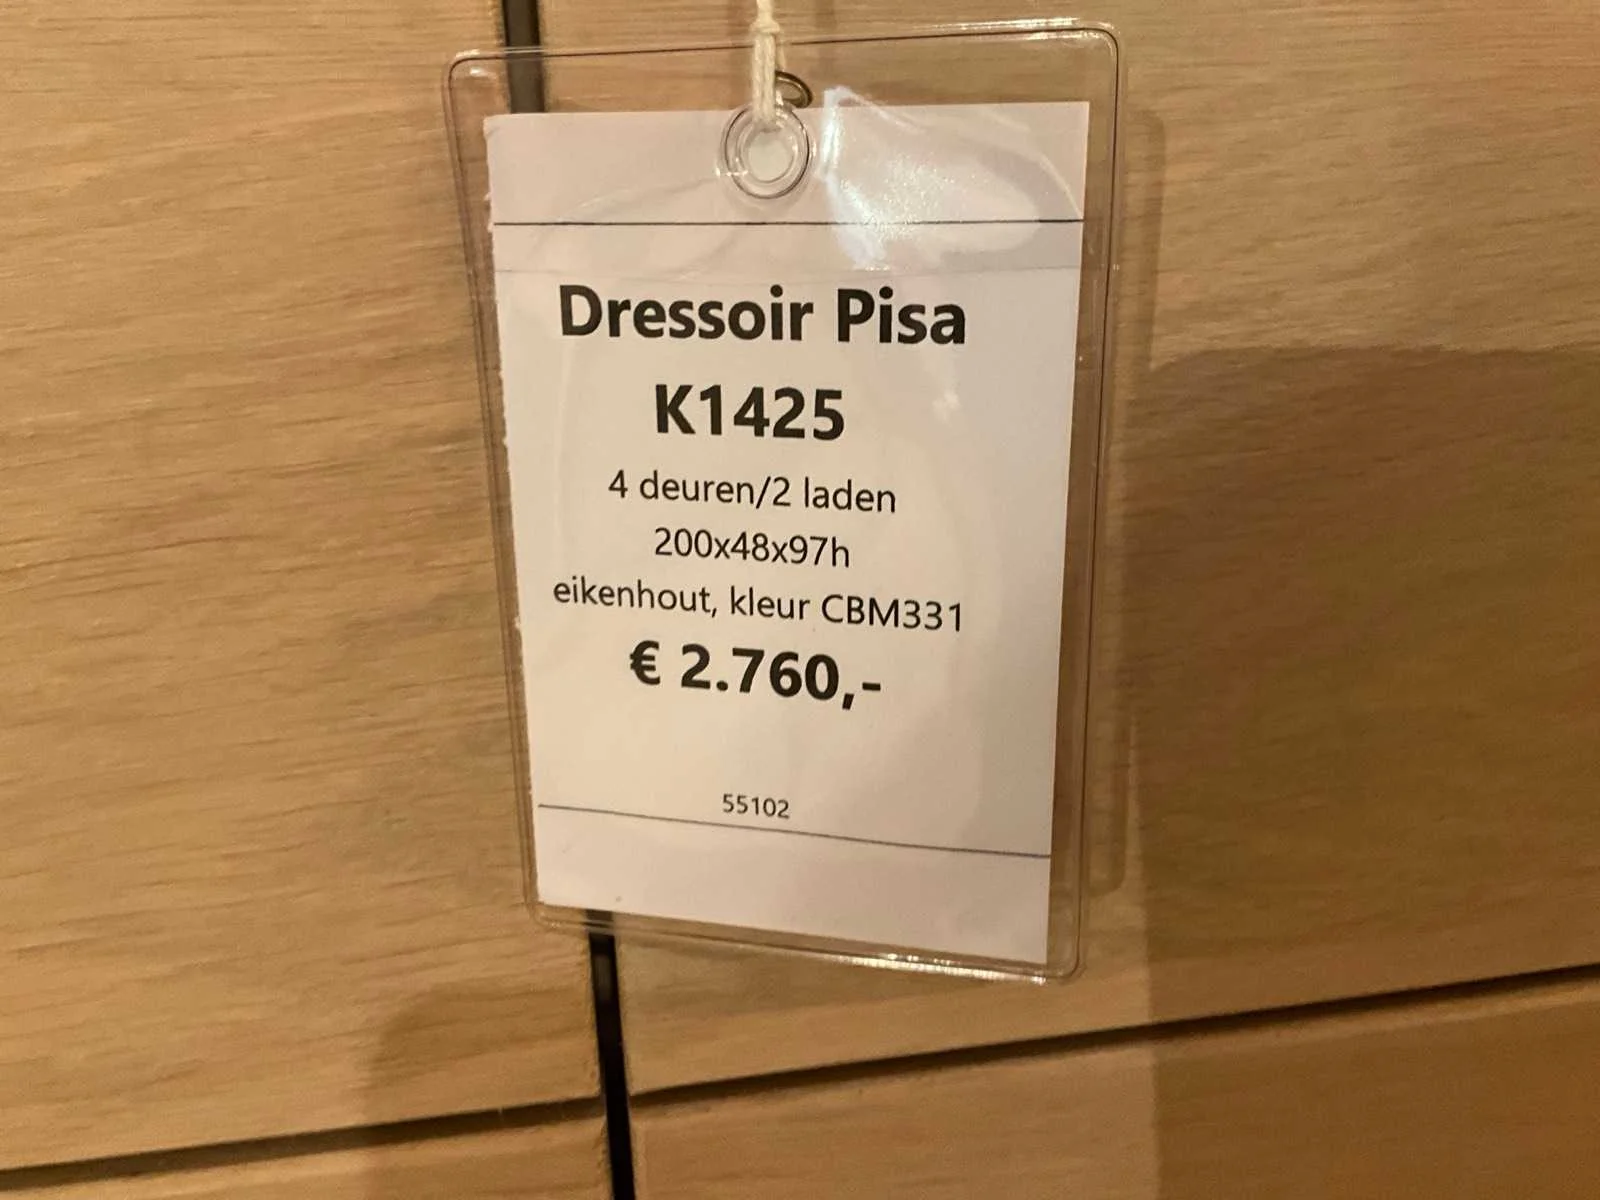 Dressoir Pisa
K1425
4 deuren/2 laden
200x48x97h
eikenhout, kleur CBM331
€ 2.760,-
55102